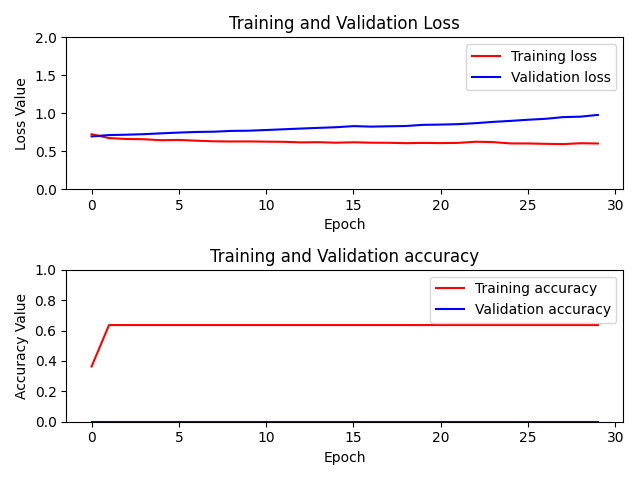 Training and Validation Loss
2.0
1.5
1.0
0.5
0.0
Loss Value
Training loss
Validation loss
0 5 10 15 20 25 30
Epoch
Training and Validation accuracy
1.0
0.8
0.6
0.4
0.2
0.0
Accuracy Value
Training accuracy
Validation accuracy
0 5 10 15 20 25 30
Epoch